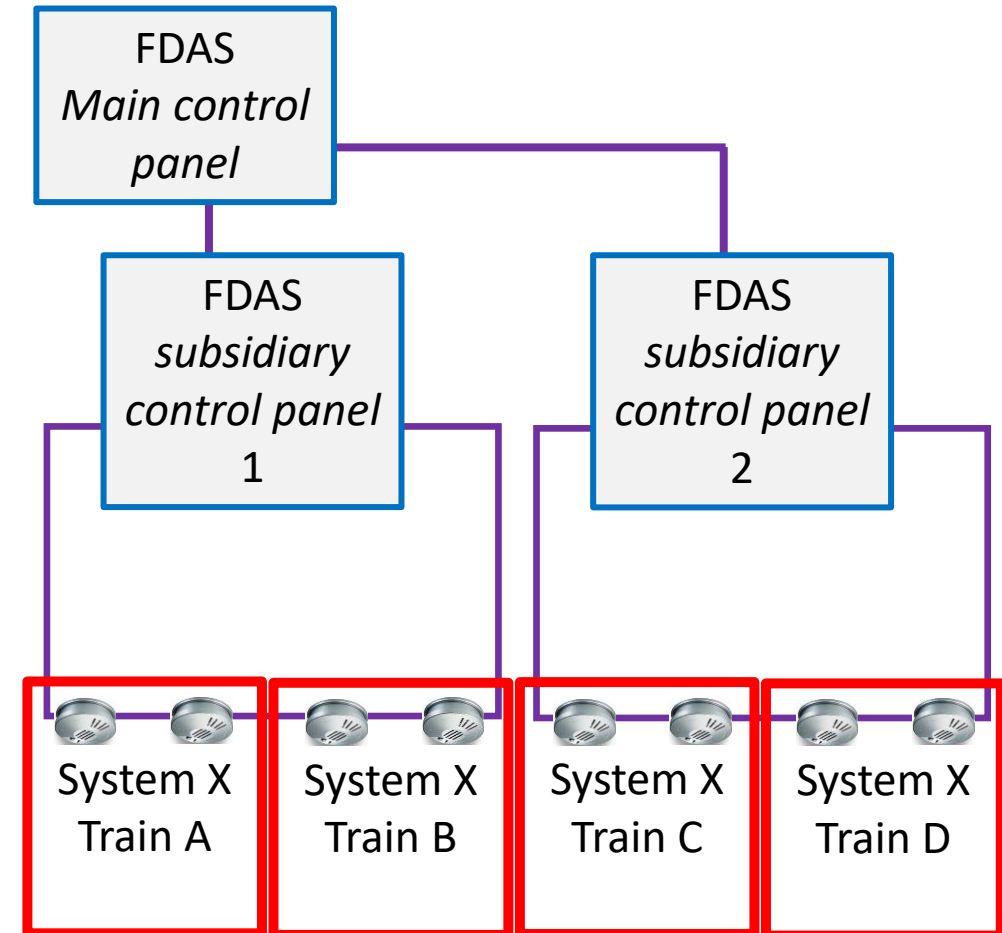 FDAS
Main control
panel
FDAS
subsidiary
control panel
1
FDAS
subsidiary
control panel
2
System X
Train A
System X
Train B
System X
Train C
System X
Train D